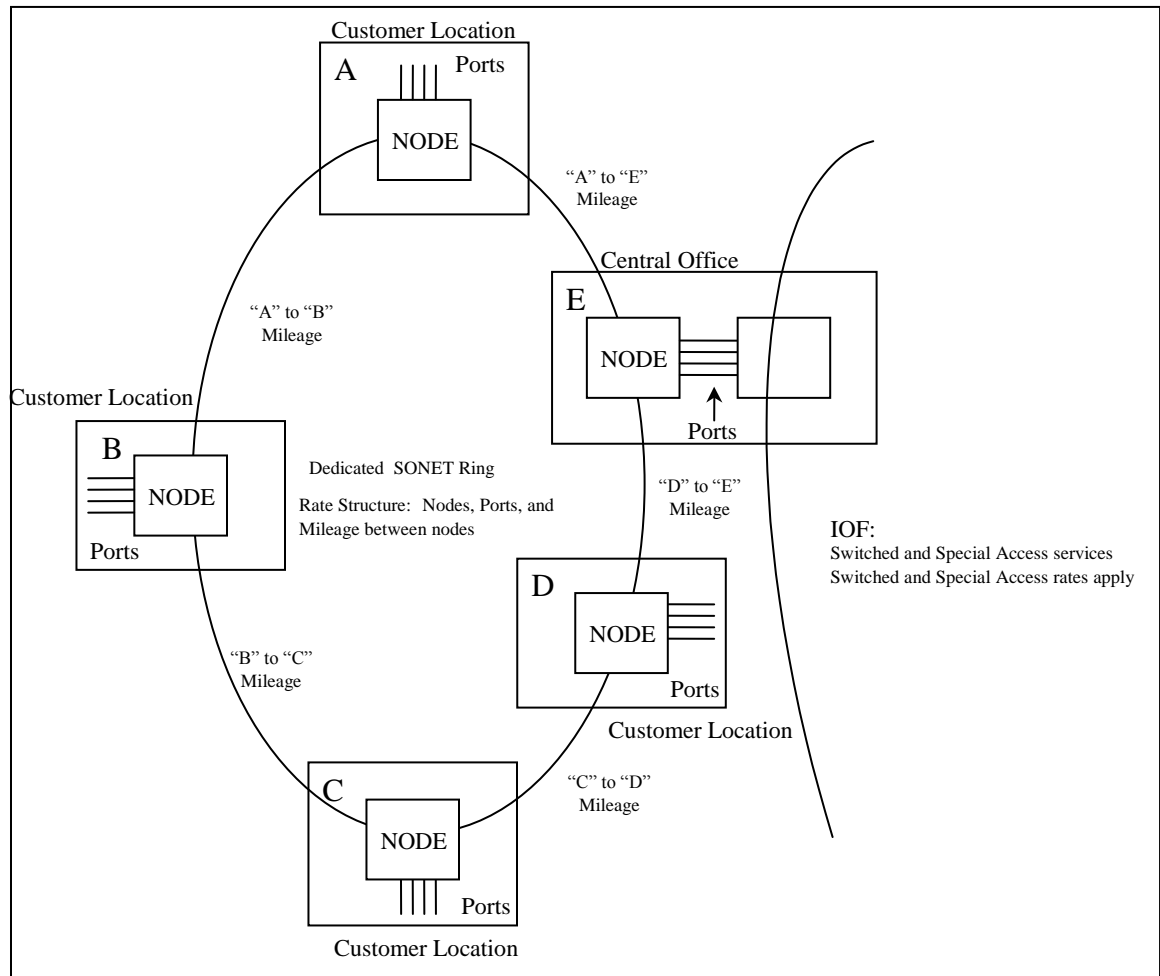 Customer Location
A
Ports
NODE
“A” to “E”
Mileage
Central Office
E
NODE
Ports
“A” to “B”
Mileage
Customer Location
B
NODE
Ports
Dedicated SONET Ring
Rate Structure: Nodes, Ports, and
Mileage between nodes
“D” to “E”
Mileage
IOF:
Switched and Special Access services
Switched and Special Access rates apply
D
NODE
Ports
Customer Location
“B” to “C”
Mileage
“C” to “D”
Mileage
C
NODE
Ports
Customer Location